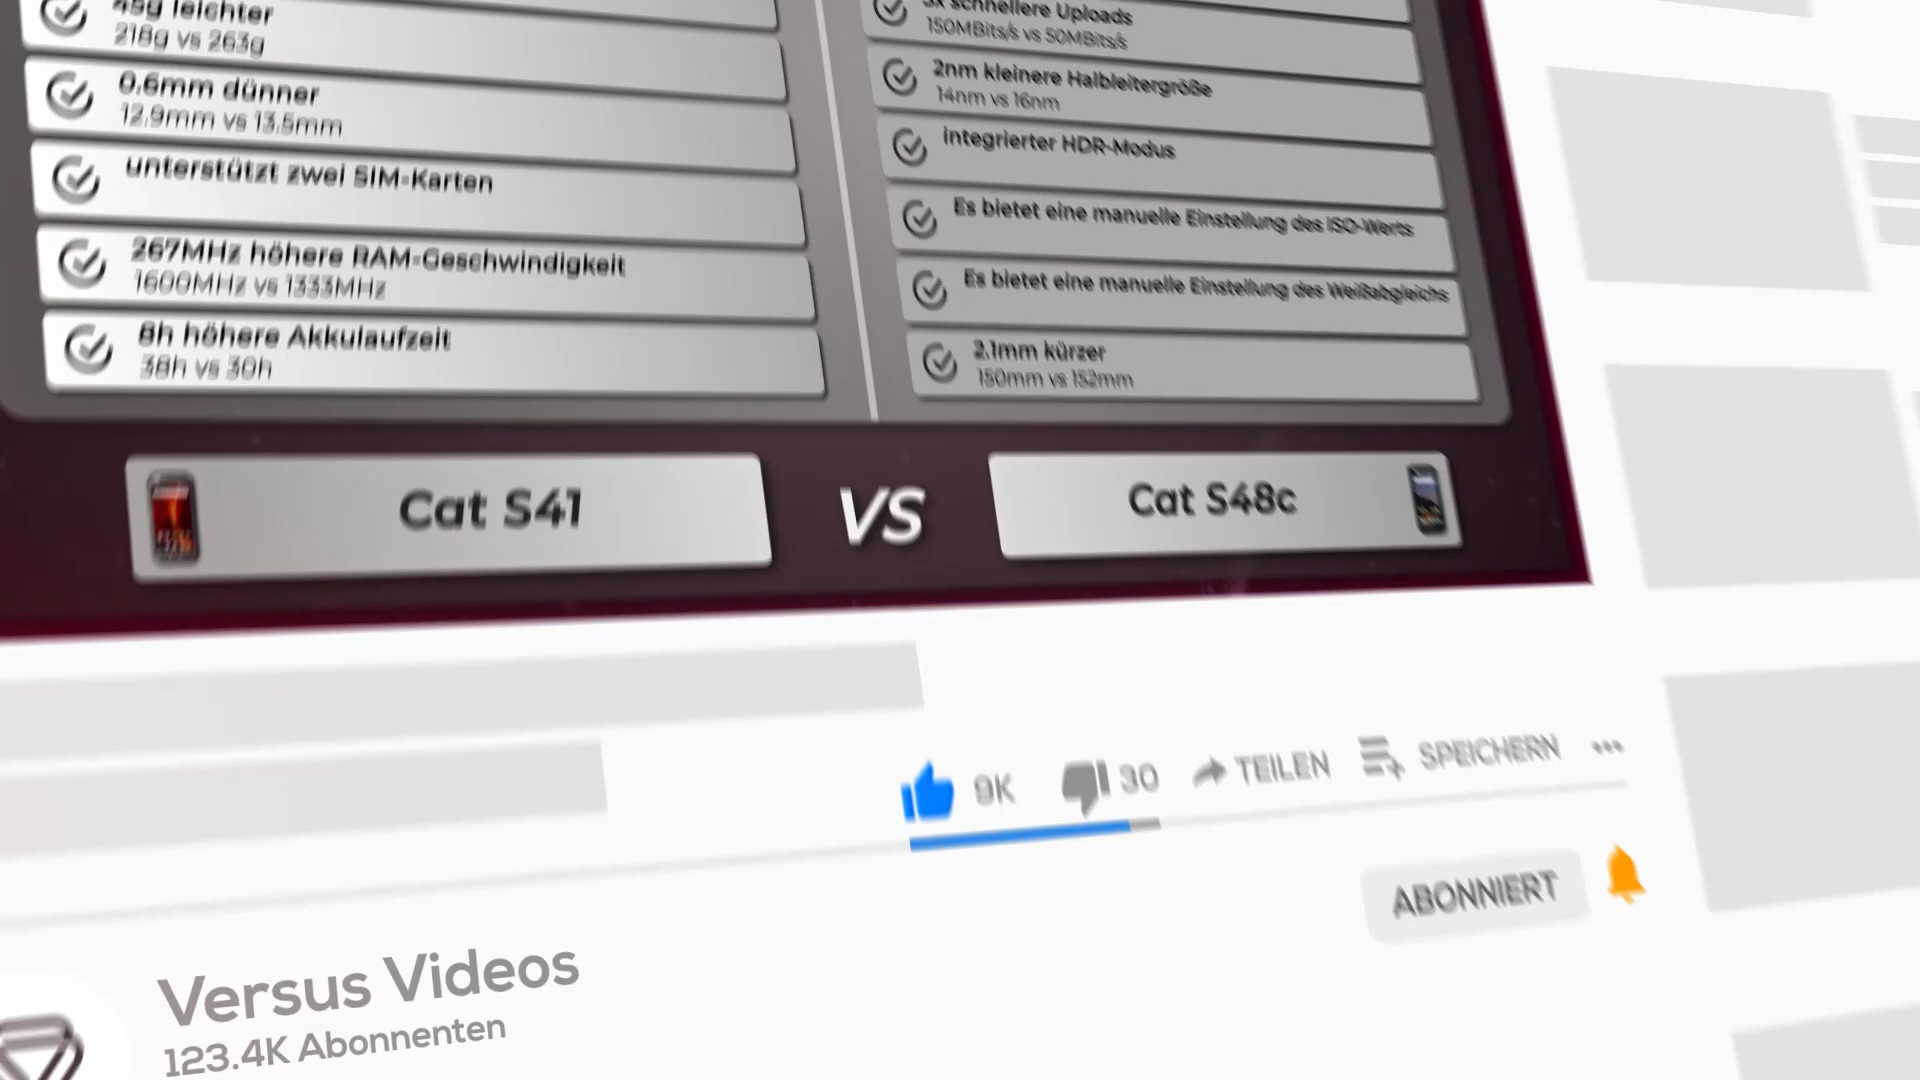 45g leichter
218g vs 263g
0.6mm dünner
12.9mm vs 13.5mm
unterstützt zwei SIM-Karten
267MHz höhere RAM-Geschwindigkeit
1600MHz vs 1333MHz
8h höhere Akkulaufzeit
38h vs 30h
3x schnellere Uploads
150MBits/s vs 50MBits/s
2nm kleinere Halbleitergröße
14nm vs 16nm
integrierter HDR-Modus
Es bietet eine manuelle Einstellung des ISO-Werts
Es bietet eine manuelle Einstellung des Weißabgleichs
2.1mm kürzer
150mm vs 152mm
Cat S41
VS
Cat S48c
9K
30
TEILEN
SPEICHERN
ABONNIERT
Versus Videos
123.4K Abonnenten